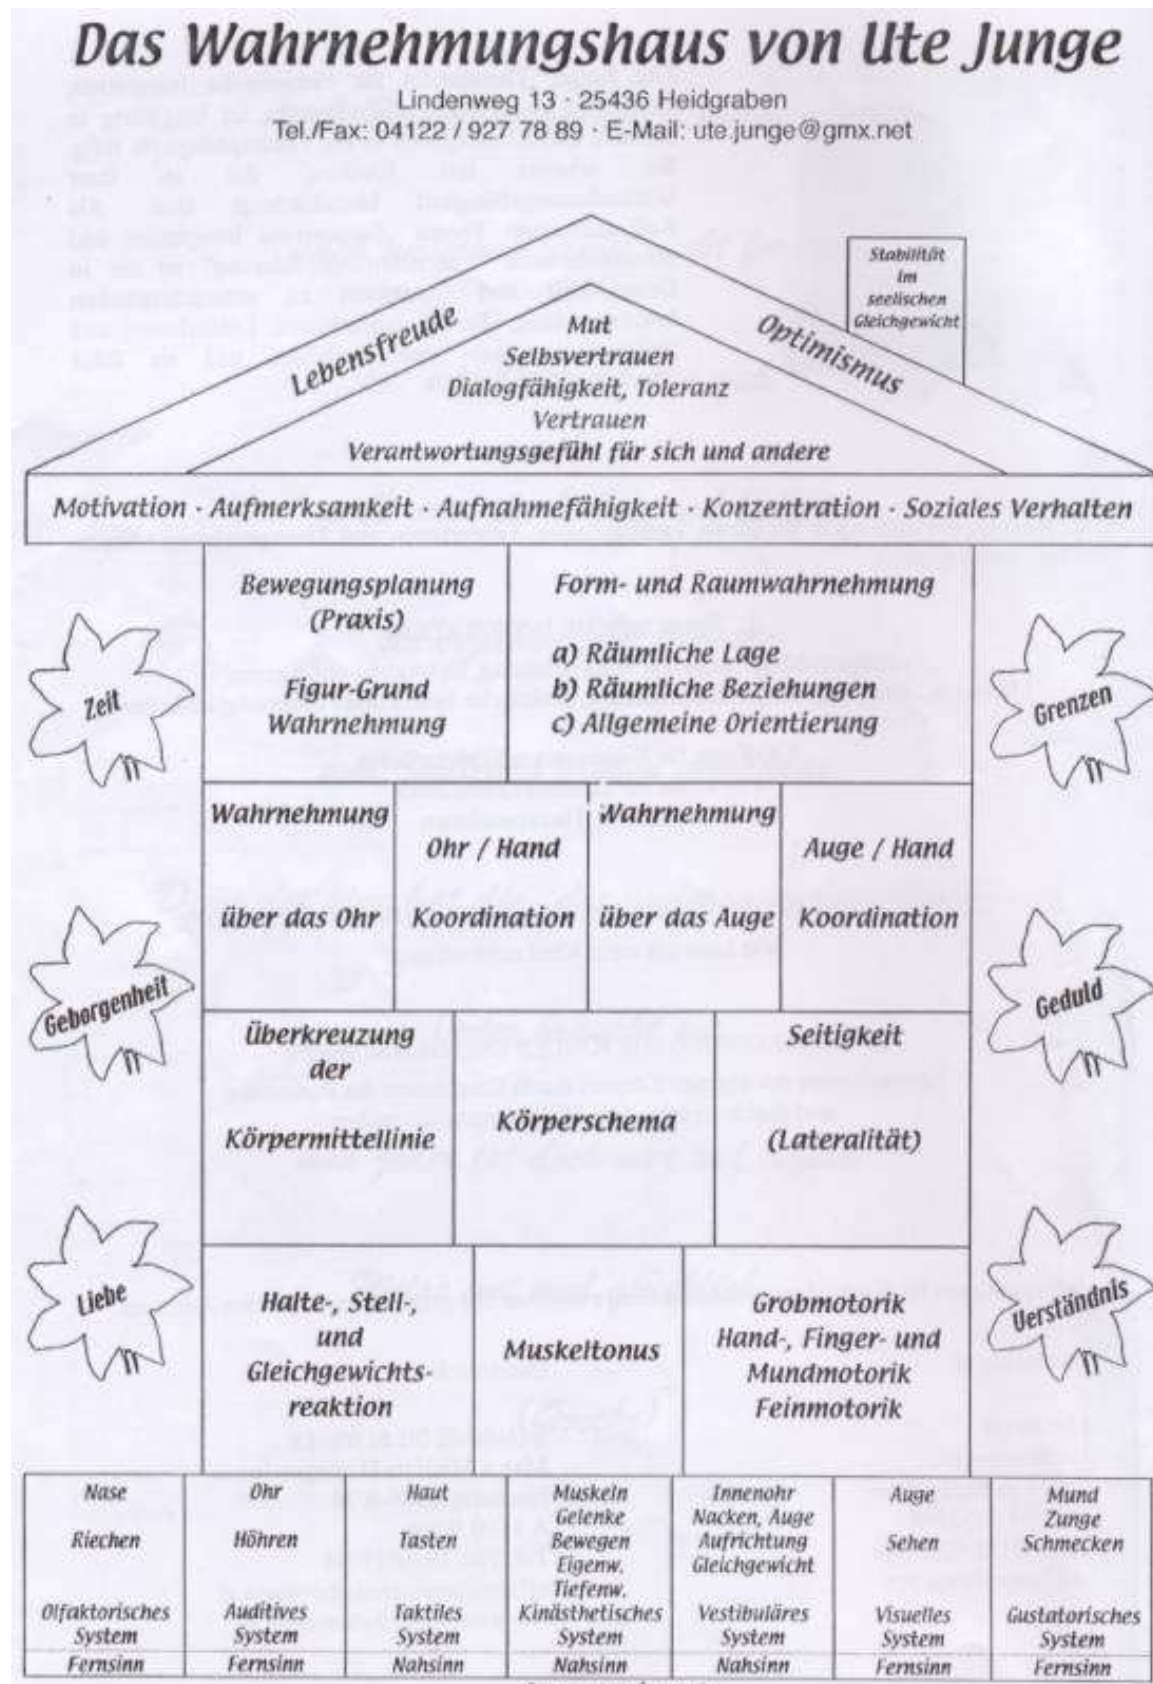 Das Wahrnehmungshaus von Ute Junge
Lindenweg 13 · 25436 Heidgraben
Tel./Fax: 04122 / 927 78 89 · E-Mail: ute.junge@gmx.net
Stabilität
im
seelischen
Gleichgewicht
Lebensfreude
Optimismus
Mut
Selbsvertrauen
Dialogfähigkeit, Toleranz
Vertrauen
Verantwortungsgefühl für sich und andere
Motivation · Aufmerksamkeit · Aufnahmefähigkeit · Konzentration · Soziales Verhalten
Zeit
Geborgenheit
Liebe
Bewegungsplanung
(Praxis)
Figur-Grund
Wahrnehmung
Form- und Raumwahrnehmung
a) Räumliche Lage
b) Räumliche Beziehungen
c) Allgemeine Orientierung
Wahrnehmung
über das Ohr
Ohr / Hand
Koordination
Wahrnehmung
über das Auge
Auge / Hand
Koordination
Überkreuzung
der
Körpermittellinie
Körperschema
Seitigkeit
(Lateralität)
Halte-, Stell-,
und
Gleichgewichts-
reaktion
Muskeltonus
Grobmotorik
Hand-, Finger- und
Mundmotorik
Feinmotorik
Grenzen
Geduld
Verständnis
Nase
Riechen
Olfaktorisches
System
Fernsinn
Ohr
Höhren
Auditives
System
Fernsinn
Haut
Tasten
Taktiles
System
Nahsinn
Muskeln
Gelenke
Bewegen
Eigenw.
Tiefenw.
Kinästhetisches
System
Nahsinn
Innenohr
Nacken, Auge
Aufrichtung
Gleichgewicht
Vestibuläres
System
Nahsinn
Auge
Sehen
Visuelles
System
Fernsinn
Mund
Zunge
Schmecken
Gustatorisches
System
Fernsinn